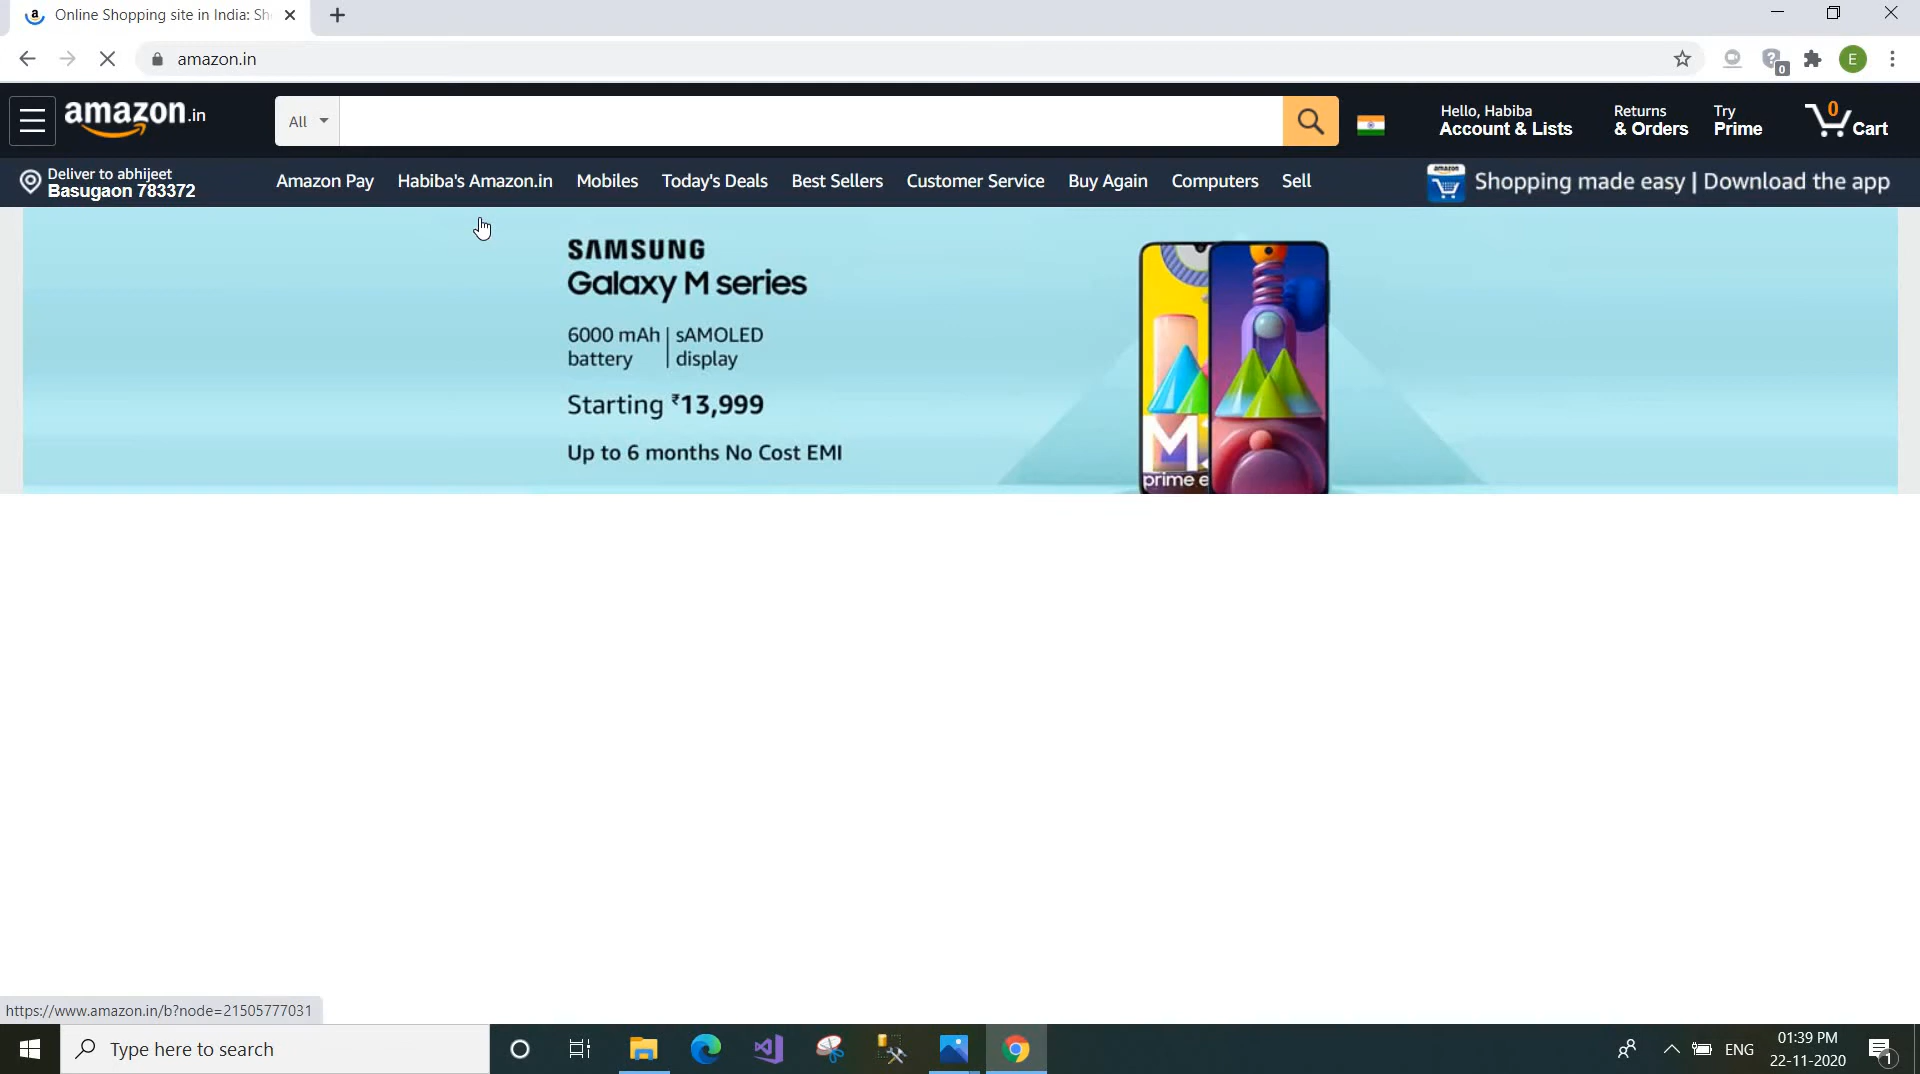 Online Shopping site in India: Sh
amazon.in
0
E
amazon.in
All
Hello, Habiba
Account & Lists
Returns
& Orders
Try
Prime
0
Cart
Deliver to abhijeet
Basugaon 783372
Amazon Pay
Habiba's Amazon.in
Mobiles
Today's Deals
Best Sellers
Customer Service
Buy Again
Computers
Sell
amazon
Shopping made easy | Download the app
SAMSUNG
Galaxy M series
6000 mAh | sAMOLED
battery | display
Starting ₹13,999
Up to 6 months No Cost EMI
prime
https://www.amazon.in/b?node=21505777031
Type here to search
ENG
01:39 PM
22-11-2020
1